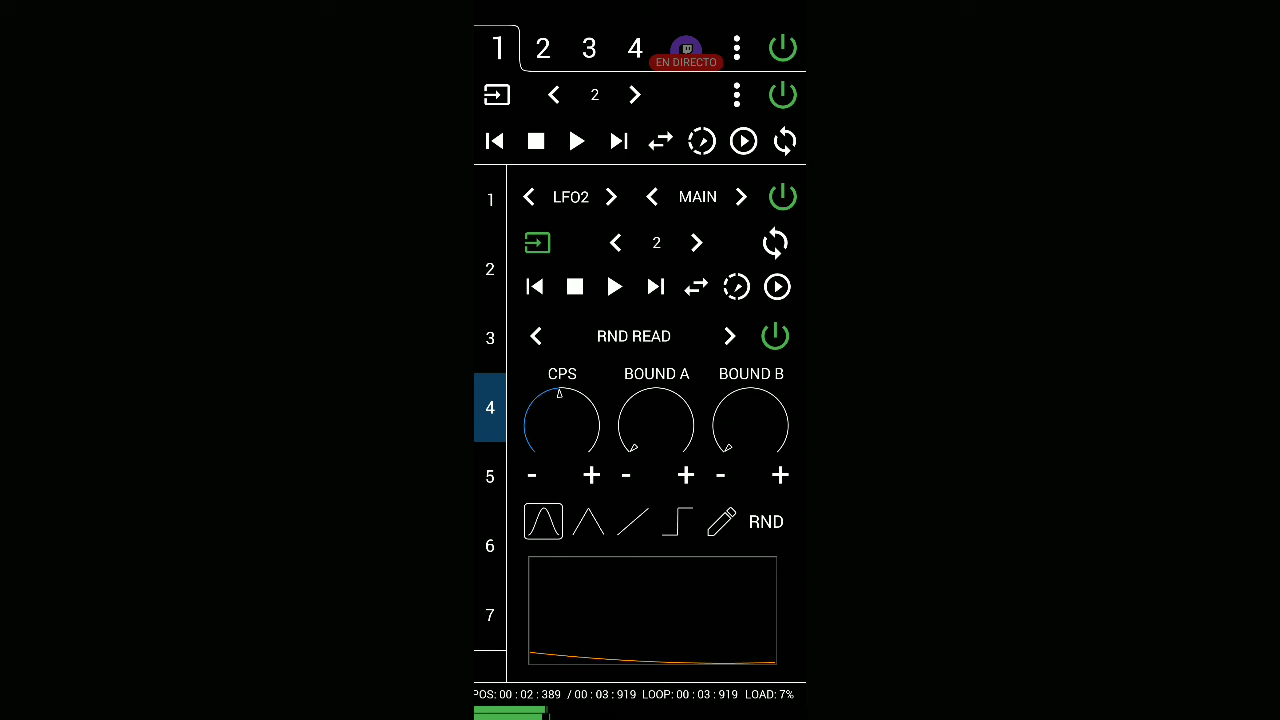 1 2 3 4
EN DIRECTO
2
1 LFO2 MAIN
2 2
3 RND READ
CPS BOUND A BOUND B
4
- + - + - +
5
RND
6
7
POS: 00 : 02 : 389 / 00 : 03 : 919 LOOP: 00 : 03 : 919 LOAD: 7%